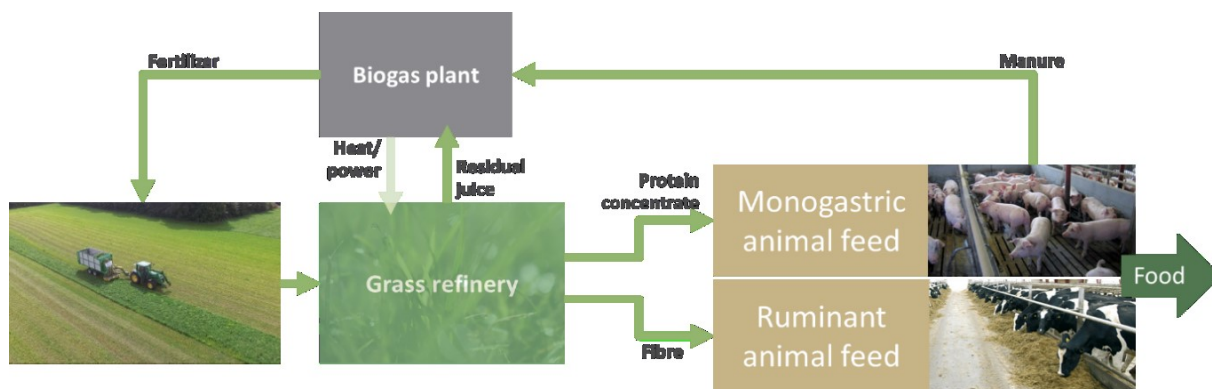 Fertilizer
Biogas plant
Manure
Heat/
power
Residual
juice
Protein
concentrate
Monogastric
animal feed
Grass refinery
Food
Fibre
Ruminant
animal feed